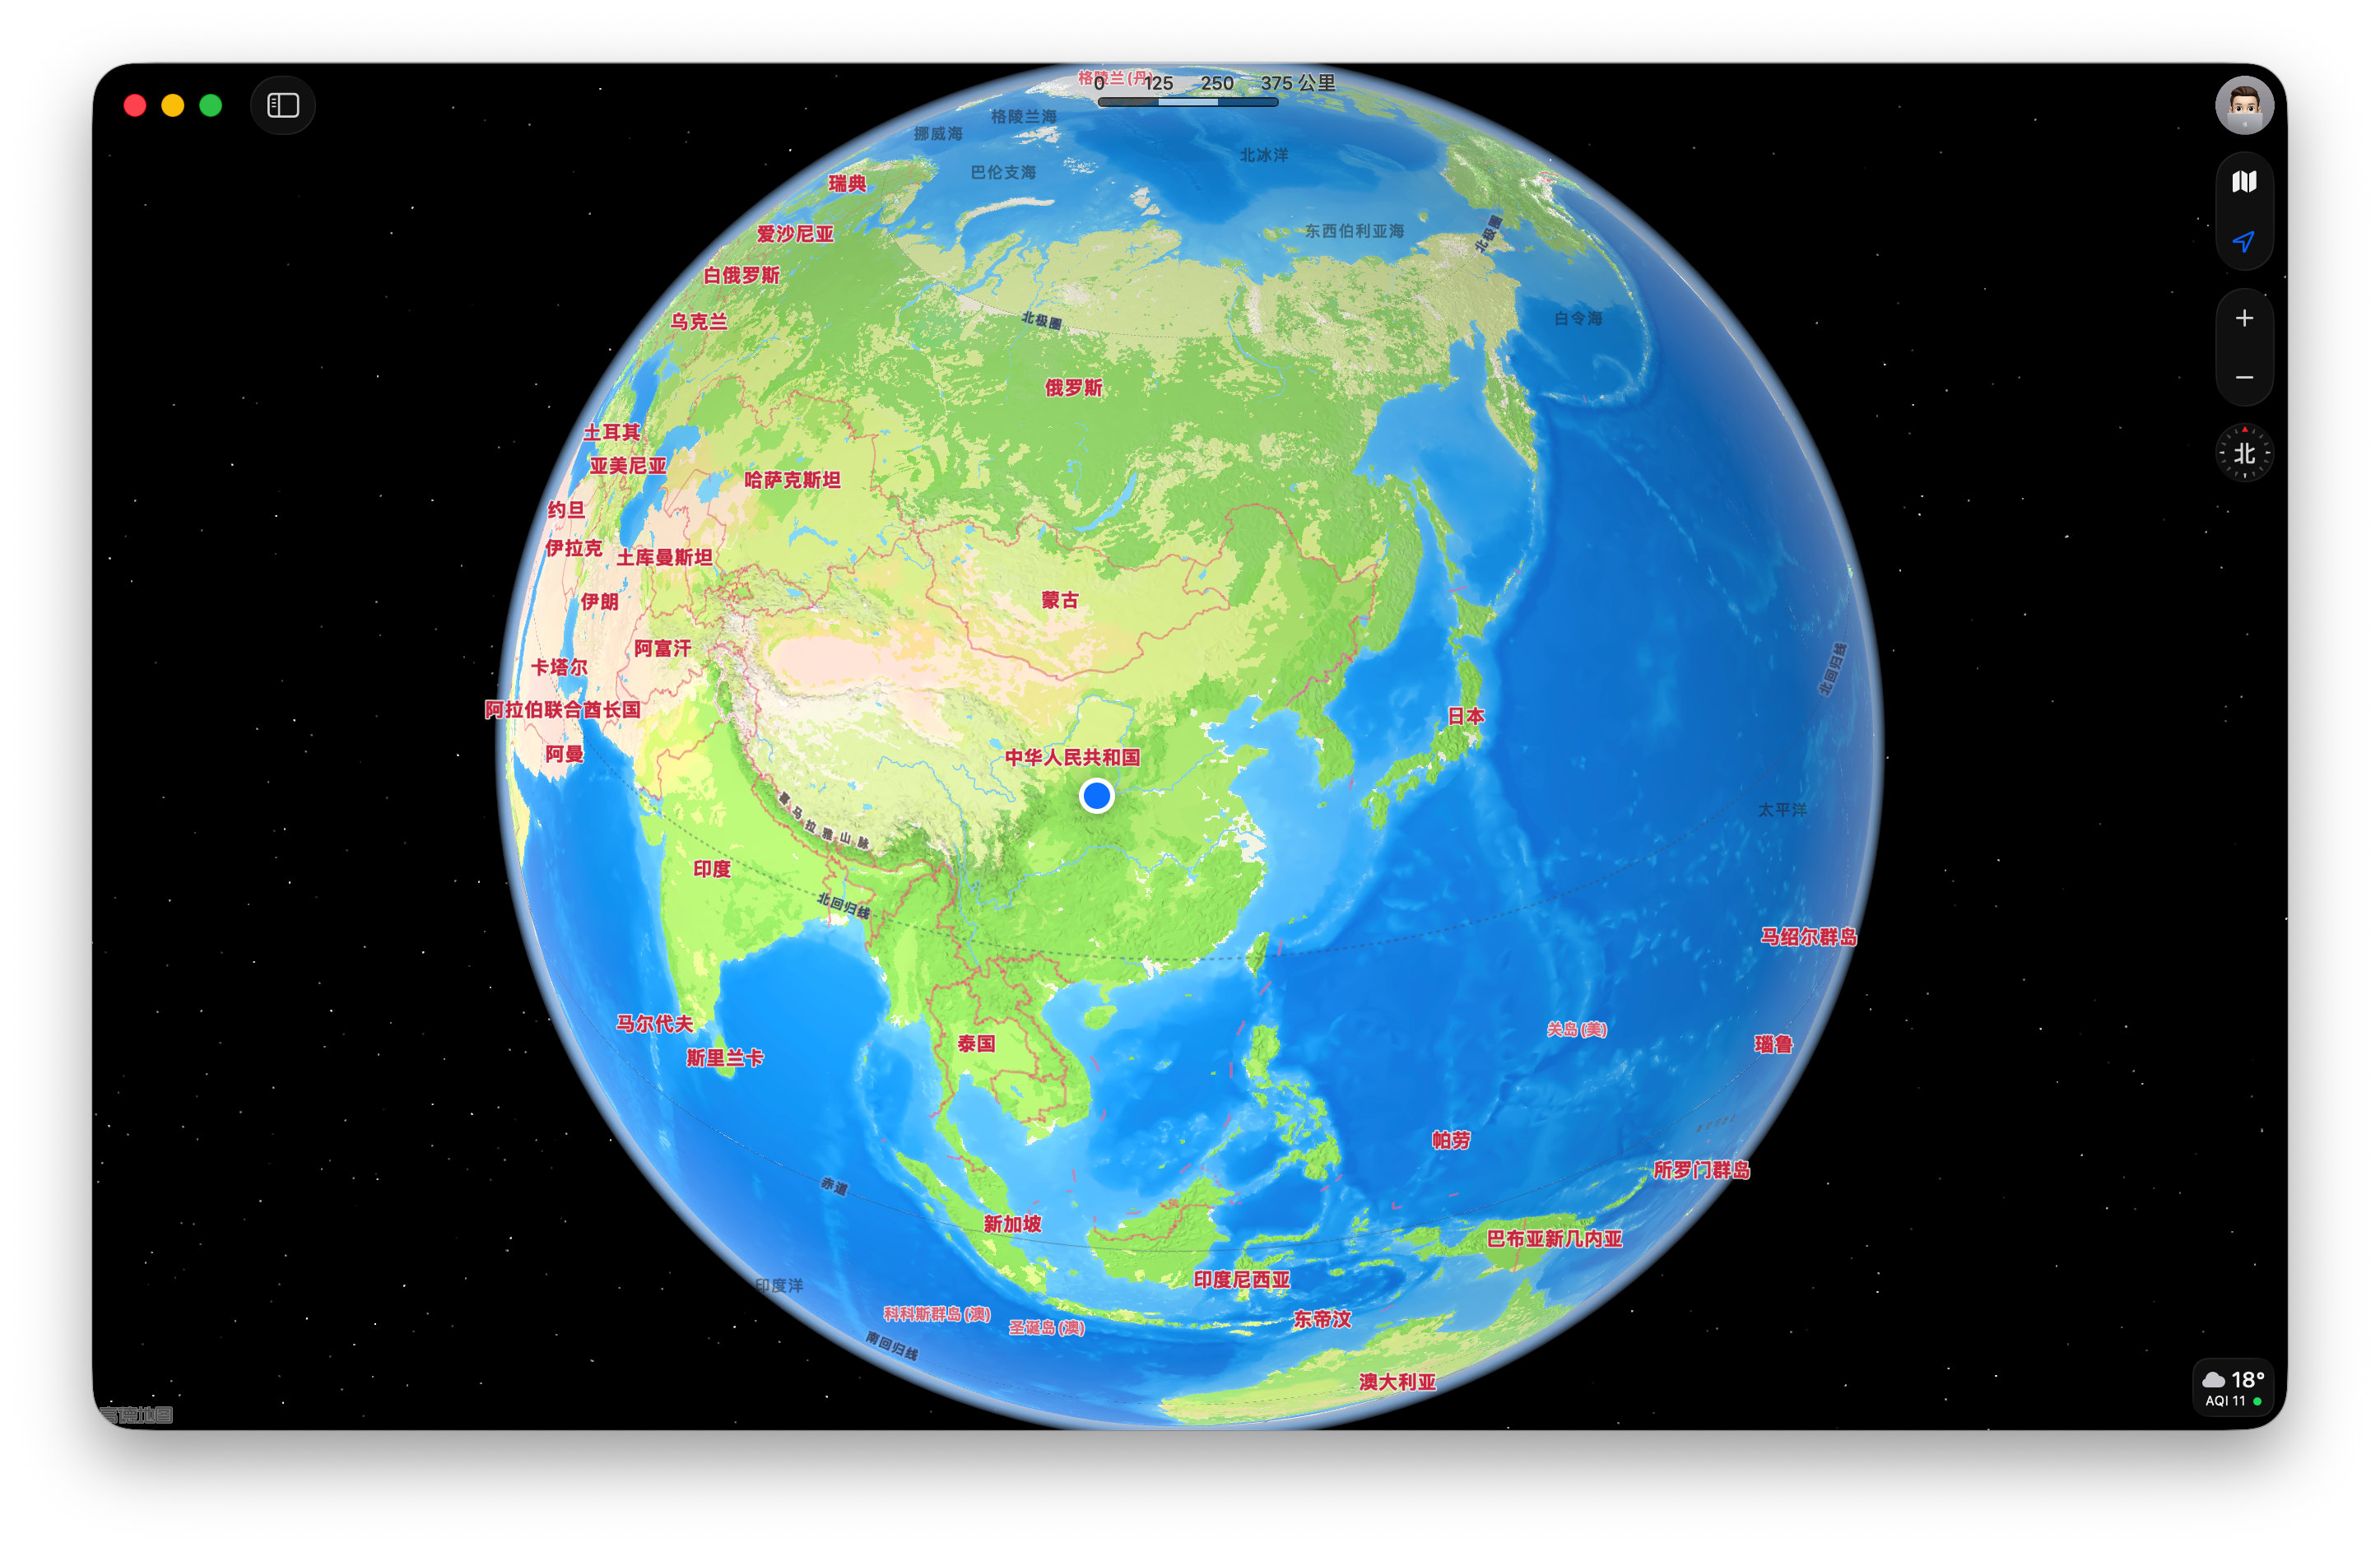 格陵兰(丹)
0 125 250 375 公里
格陵兰海
挪威海
北冰洋
巴伦支海
瑞典
东西伯利亚海
北极圈
爱沙尼亚
白俄罗斯
乌克兰
北极圈
白令海
俄罗斯
土耳其
亚美尼亚
哈萨克斯坦
北
约旦
伊拉克
土库曼斯坦
伊朗
蒙古
阿富汗
卡塔尔
北回归线
阿拉伯联合酋长国
日本
阿曼
中华人民共和国
喜马拉雅山脉
太平洋
印度
北回归线
马绍尔群岛
马尔代夫
关岛(美)
泰国
瑙鲁
斯里兰卡
帕劳
所罗门群岛
赤道
新加坡
巴布亚新几内亚
印度尼西亚
印度洋
科科斯群岛(澳)
圣诞岛(澳)
东帝汶
南回归线
澳大利亚
18°
AQI 11
高德地图